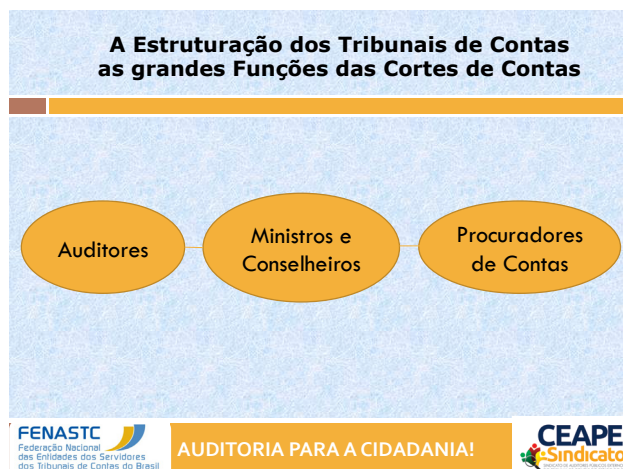 A Estruturação dos Tribunais de Contas
as grandes Funções das Cortes de Contas
Auditores
Ministros e
Conselheiros
Procuradores
de Contas
FENASTC
Federação Nacional
das Entidades dos Servidores
dos Tribunais de Contas do Brasil
AUDITORIA PARA A CIDADANIA!
CEAPE
Sindicato